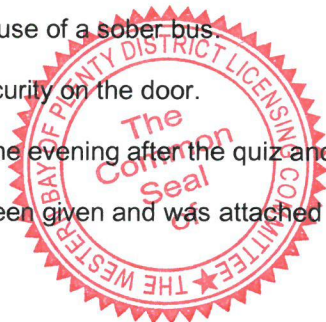 use of a sober bus.
curity on the door.
he evening after the quiz and
een given and was attached
THE WESTERN BAY OF PLENTY DISTRICT LICENSING COMMITTEE ★
The
Common
Seal
of